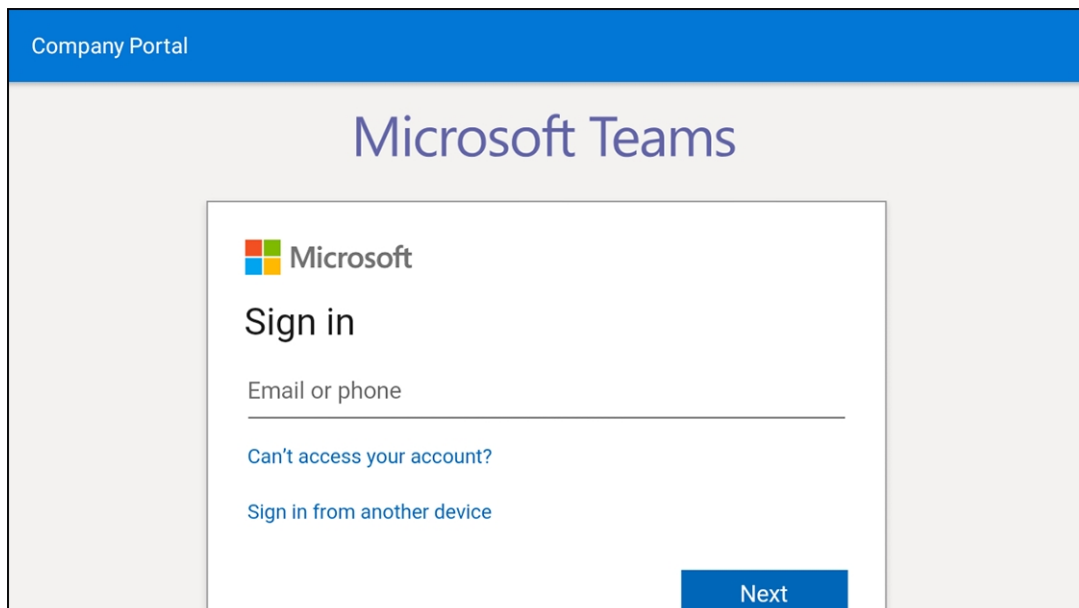 Company Portal
Microsoft Teams
Microsoft
Sign in
Email or phone
Can't access your account?
Sign in from another device
Next